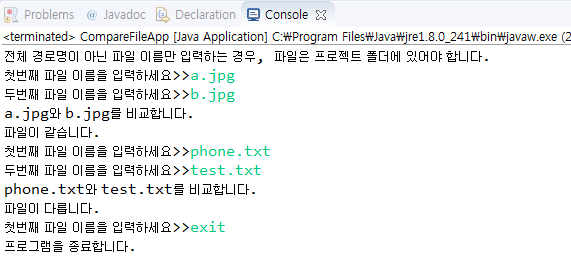 Problems @ Javadoc Declaration Console
<terminated> CompareFileApp [Java Application] C:₩Program Files₩Java₩jre1.8.0_241₩bin₩javaw.exe (2
전체 경로명이 아닌 파일 이름만 입력하는 경우, 파일은 프로젝트 폴더에 있어야 합니다.
첫번째 파일 이름을 입력하세요>>a.jpg
두번째 파일 이름을 입력하세요>>b.jpg
a.jpg와 b.jpg를 비교합니다.
파일이 같습니다.
첫번째 파일 이름을 입력하세요>>phone.txt
두번째 파일 이름을 입력하세요>>test.txt
phone.txt와 test.txt를 비교합니다.
파일이 다릅니다.
첫번째 파일 이름을 입력하세요>>exit
프로그램을 종료합니다.